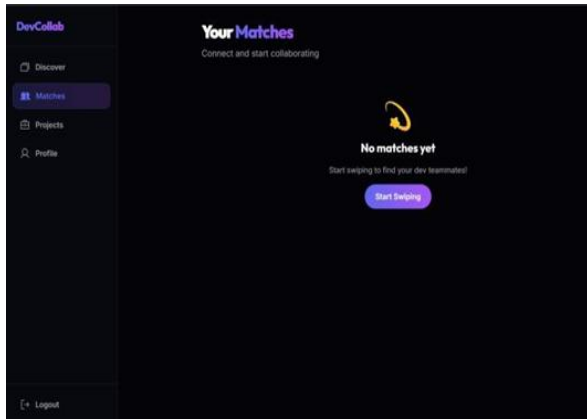 DevCollab
Discover
Matches
Projects
Profile
Logout
Your Matches
Connect and start collaborating
No matches yet
Start swiping to find your dev teammates!
Start Swiping